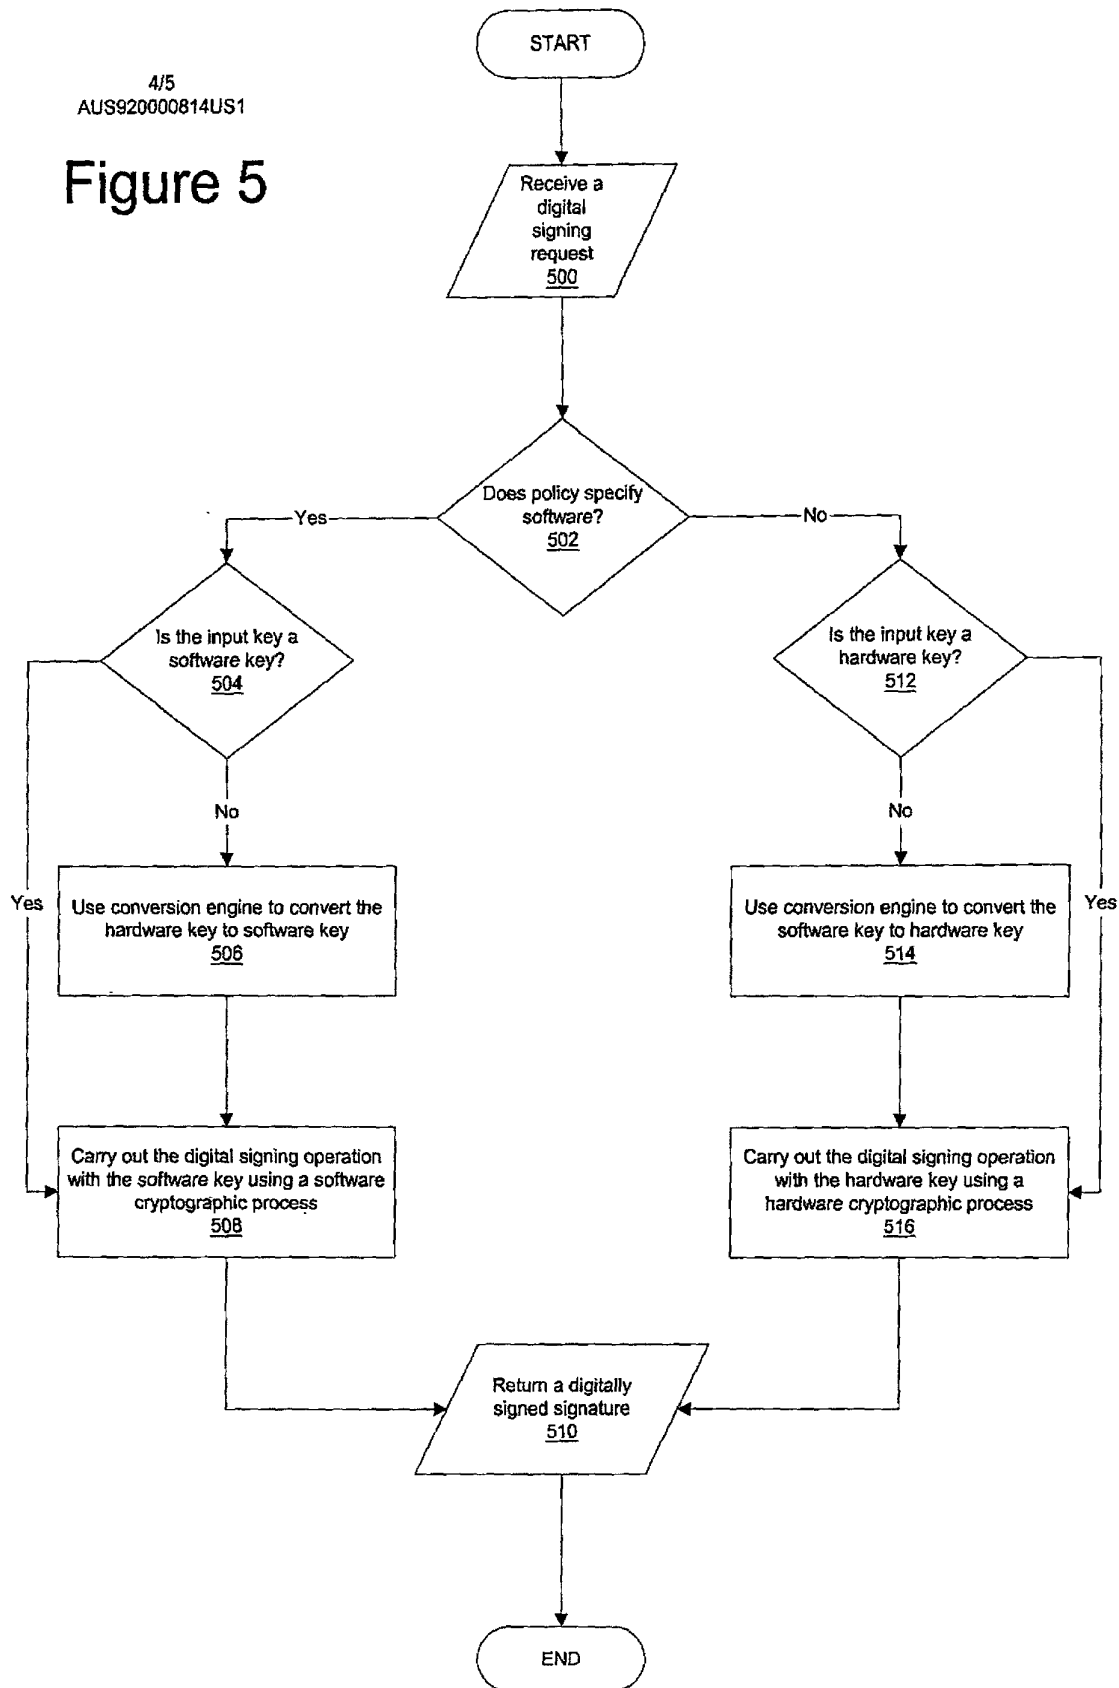 START
4/5
AUS920000814US1
Figure 5
Receive a
digital
signing
request
500
Does policy specify
software?
502
Yes
No
Is the input key a
software key?
504
Is the input key a
hardware key?
512
No
No
Yes
Yes
Use conversion engine to convert the
hardware key to software key
506
Use conversion engine to convert the
software key to hardware key
514
Carry out the digital signing operation
with the software key using a software
cryptographic process
508
Carry out the digital signing operation
with the hardware key using a
hardware cryptographic process
516
Return a digitally
signed signature
510
END